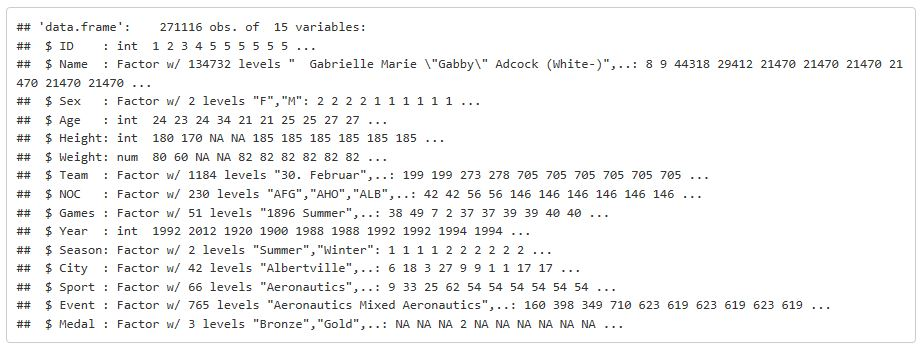 ## 'data.frame':    271116 obs. of  15 variables:
##  $ ID    : int  1 2 3 4 5 5 5 5 5 5 ...
##  $ Name  : Factor w/ 134732 levels "  Gabrielle Marie \"Gabby\" Adcock (White-)",..: 8 9 44318 29412 21470 21470 21470 21
470 21470 21470 ...
##  $ Sex   : Factor w/ 2 levels "F","M": 2 2 2 2 1 1 1 1 1 1 ...
##  $ Age   : int  24 23 24 34 21 21 25 25 27 27 ...
##  $ Height: int  180 170 NA NA 185 185 185 185 185 185 ...
##  $ Weight: num  80 60 NA NA 82 82 82 82 82 82 ...
##  $ Team  : Factor w/ 1184 levels "30. Februar",..: 199 199 273 278 705 705 705 705 705 705 ...
##  $ NOC   : Factor w/ 230 levels "AFG","AHO","ALB",..: 42 42 56 56 146 146 146 146 146 146 ...
##  $ Games : Factor w/ 51 levels "1896 Summer",..: 38 49 7 2 37 37 39 39 40 40 ...
##  $ Year  : int  1992 2012 1920 1900 1988 1988 1992 1992 1994 1994 ...
##  $ Season: Factor w/ 2 levels "Summer","Winter": 1 1 1 1 2 2 2 2 2 2 ...
##  $ City  : Factor w/ 42 levels "Albertville",..: 6 18 3 27 9 9 1 1 17 17 ...
##  $ Sport : Factor w/ 66 levels "Aeronautics",..: 9 33 25 62 54 54 54 54 54 54 ...
##  $ Event : Factor w/ 765 levels "Aeronautics Mixed Aeronautics",..: 160 398 349 710 623 619 623 619 623 619 ...
##  $ Medal : Factor w/ 3 levels "Bronze","Gold",..: NA NA NA 2 NA NA NA NA NA NA ...